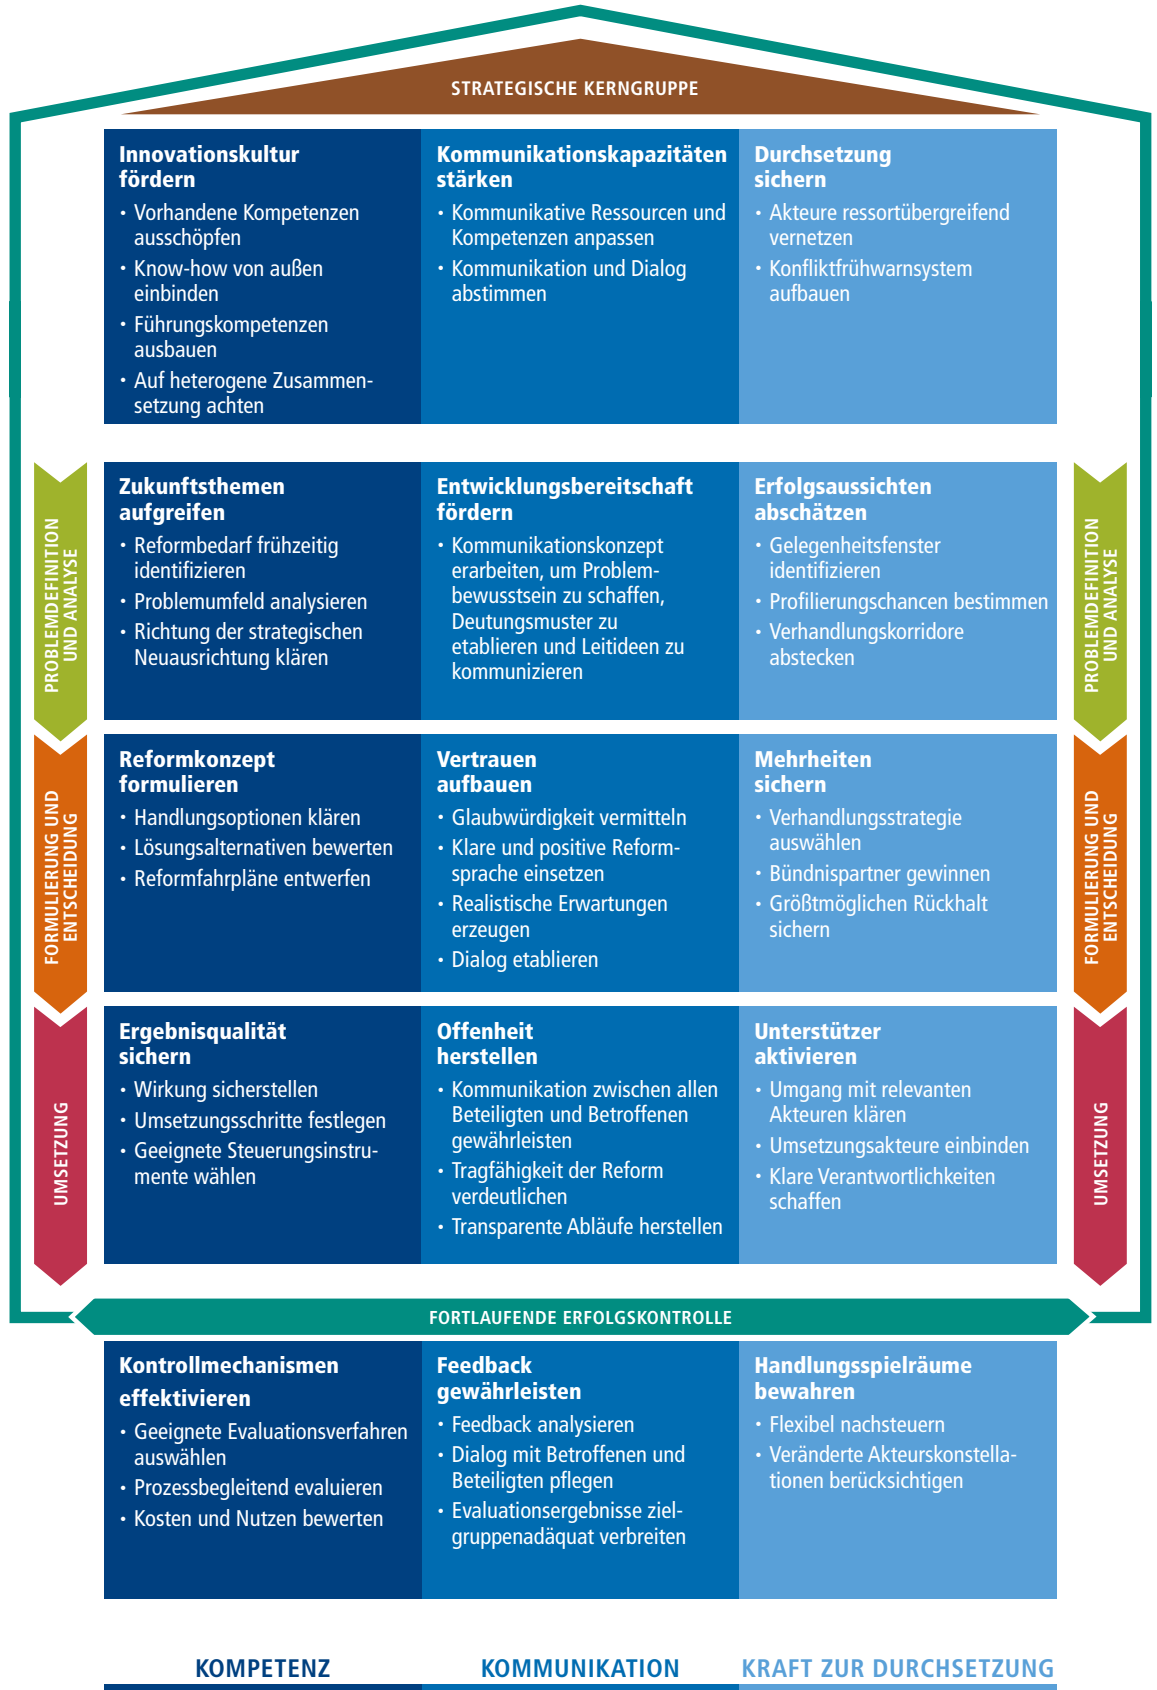 STRATEGISCHE KERNGRUPPE
Innovationskultur
fördern
· Vorhandene Kompetenzen
ausschöpfen
· Know-how von außen
einbinden
· Führungskompetenzen
ausbauen
· Auf heterogene Zusammen-
setzung achten
Kommunikationskapazitäten
stärken
· Kommunikative Ressourcen und
Kompetenzen anpassen
· Kommunikation und Dialog
abstimmen
Durchsetzung
sichern
· Akteure ressortübergreifend
vernetzen
· Konfliktfrühwarnsystem
aufbauen
PROBLEMDEFINITION
UND ANALYSE
Zukunftsthemen
aufgreifen
· Reformbedarf frühzeitig
identifizieren
· Problemumfeld analysieren
· Richtung der strategischen
Neuausrichtung klären
Entwicklungsbereitschaft
fördern
· Kommunikationskonzept
erarbeiten, um Problem-
bewusstsein zu schaffen,
Deutungsmuster zu
etablieren und Leitideen zu
kommunizieren
Erfolgsaussichten
abschätzen
· Gelegenheitsfenster
identifizieren
· Profilierungschancen bestimmen
· Verhandlungskorridore
abstecken
PROBLEMDEFINITION
UND ANALYSE
FORMULIERUNG UND
ENTSCHEIDUNG
Reformkonzept
formulieren
· Handlungsoptionen klären
· Lösungsalternativen bewerten
· Reformfahrpläne entwerfen
Vertrauen
aufbauen
· Glaubwürdigkeit vermitteln
· Klare und positive Reform-
sprache einsetzen
· Realistische Erwartungen
erzeugen
· Dialog etablieren
Mehrheiten
sichern
· Verhandlungsstrategie
auswählen
· Bündnispartner gewinnen
· Größtmöglichen Rückhalt
sichern
FORMULIERUNG UND
ENTSCHEIDUNG
UMSETZUNG
Ergebnisqualität
sichern
· Wirkung sicherstellen
· Umsetzungsschritte festlegen
· Geeignete Steuerungsinstru-
mente wählen
Offenheit
herstellen
· Kommunikation zwischen allen
Beteiligten und Betroffenen
gewährleisten
· Tragfähigkeit der Reform
verdeutlichen
· Transparente Abläufe herstellen
Unterstützer
aktivieren
· Umgang mit relevanten
Akteuren klären
· Umsetzungsakteure einbinden
· Klare Verantwortlichkeiten
schaffen
UMSETZUNG
FORTLAUFENDE ERFOLGSKONTROLLE
Kontrollmechanismen
effektivieren
· Geeignete Evaluationsverfahren
auswählen
· Prozessbegleitend evaluieren
· Kosten und Nutzen bewerten
Feedback
gewährleisten
· Feedback analysieren
· Dialog mit Betroffenen und
Beteiligten pflegen
· Evaluationsergebnisse ziel-
gruppenadäquat verbreiten
Handlungsspielräume
bewahren
· Flexibel nachsteuern
· Veränderte Akteurskonstella-
tionen berücksichtigen
KOMPETENZ
KOMMUNIKATION
KRAFT ZUR DURCHSETZUNG